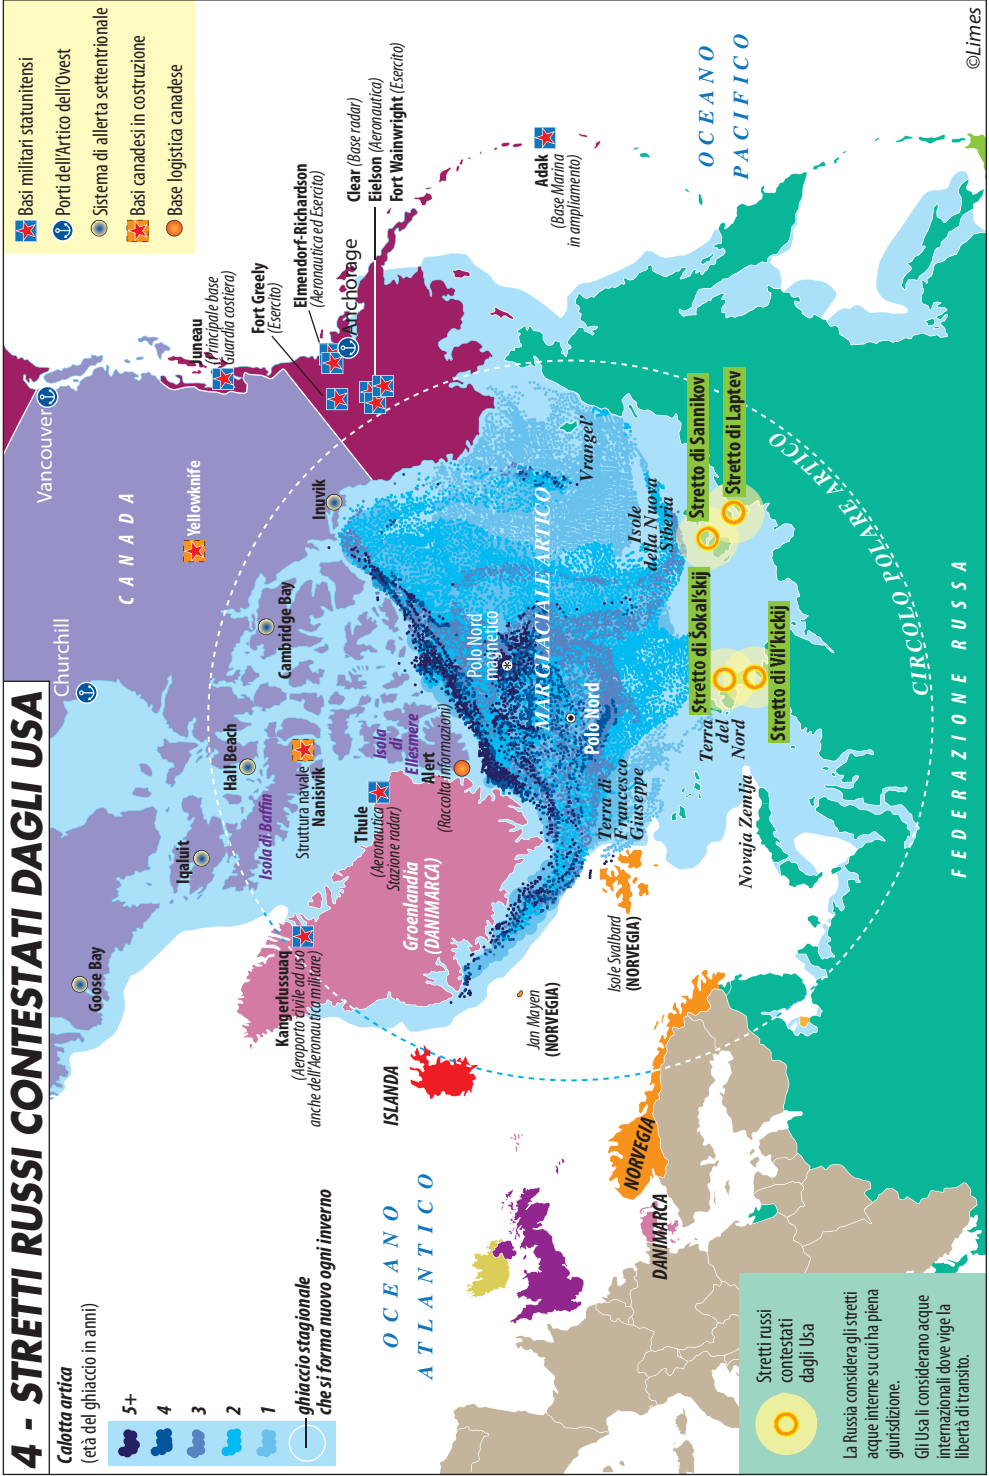 4 - STRETTI RUSSI CONTESTATI DAGLI USA
Calotta artica
(età del ghiaccio in anni)
5+
4
3
2
1
ghiaccio stagionale
che si forma nuovo ogni inverno
Basi militari statunitensi
Porti dell'Artico dell'Ovest
Sistema di allerta settentrionale
Basi canadesi in costruzione
Base logistica canadese
Vancouver
Churchill
CANADA
Yellowknife
Goose Bay
Iqaluit
Hall Beach
Cambridge Bay
Inuvik
Isola di Baffin
Struttura navale
Nanisivik
Isola
di
Ellesmere
Alert
(Raccolta informazioni)
Thule
(Aeronautica
Stazione radar)
Kangerlussuaq
(Aeroporto civile ad uso
anche dell'Aeronautica militare)
Groenlandia
(DANIMARCA)
Juneau
(Principale base
Guardia costiera)
Fort Greely
(Esercito)
Elmendorf-Richardson
(Aeronautica ed Esercito)
Anchorage
Clear (Base radar)
Eielson (Aeronautica)
Fort Wainwright (Esercito)
Adak
(Base Marina
in ampliamento)
OCEANO
PACIFICO
Polo Nord
magnetico
MAR GLACIALE ARTICO
Polo Nord
Vrangel'
Isole
della Nuova
Siberia
Stretto di Sannikov
Stretto di Laptev
Stretto di Šokal'skij
Stretto di Vil'kickij
Terra
del
Nord
Terra di
Francesco
Giuseppe
Novaja Zemlja
CIRCOLO POLARE ARTICO
FEDERAZIONE RUSSA
Isole Svalbard
(NORVEGIA)
Jan Mayen
(NORVEGIA)
ISLANDA
NORVEGIA
DANIMARCA
OCEANO
ATLANTICO
Stretti russi
contestati
dagli Usa
La Russia considera gli stretti
acque interne su cui ha piena
giurisdizione.
Gli Usa li considerano acque
internazionali dove vige la
libertà di transito.
©Limes